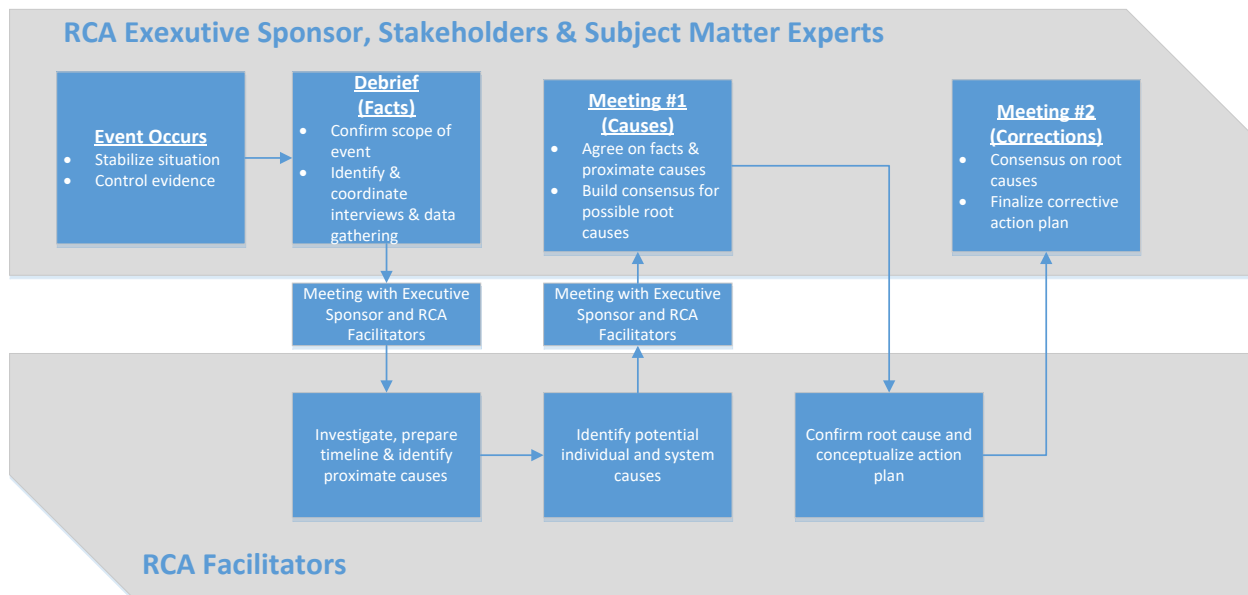 RCA Exexutive Sponsor, Stakeholders & Subject Matter Experts
Event Occurs
• Stabilize situation
• Control evidence
Debrief
(Facts)
• Confirm scope of
event
• Identify &
coordinate
interviews & data
gathering
Meeting #1
(Causes)
• Agree on facts &
proximate causes
• Build consensus for
possible root
causes
Meeting #2
(Corrections)
• Consensus on root
causes
• Finalize corrective
action plan
Meeting with Executive
Sponsor and RCA
Facilitators
Meeting with Executive
Sponsor and RCA
Facilitators
Investigate, prepare
timeline & identify
proximate causes
Identify potential
individual and system
causes
Confirm root cause and
conceptualize action
plan
RCA Facilitators